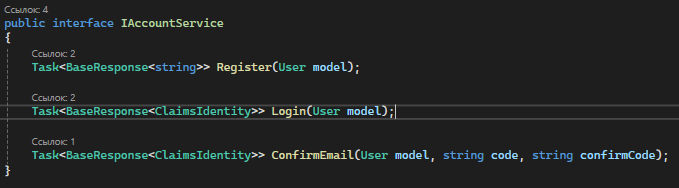 Ссылок: 4
public interface IAccountService
{
Ссылок: 2
Task<BaseResponse<string>> Register(User model);
Ссылок: 2
Task<BaseResponse<ClaimsIdentity>> Login(User model);
Ссылок: 1
Task<BaseResponse<ClaimsIdentity>> ConfirmEmail(User model, string code, string confirmCode);
}